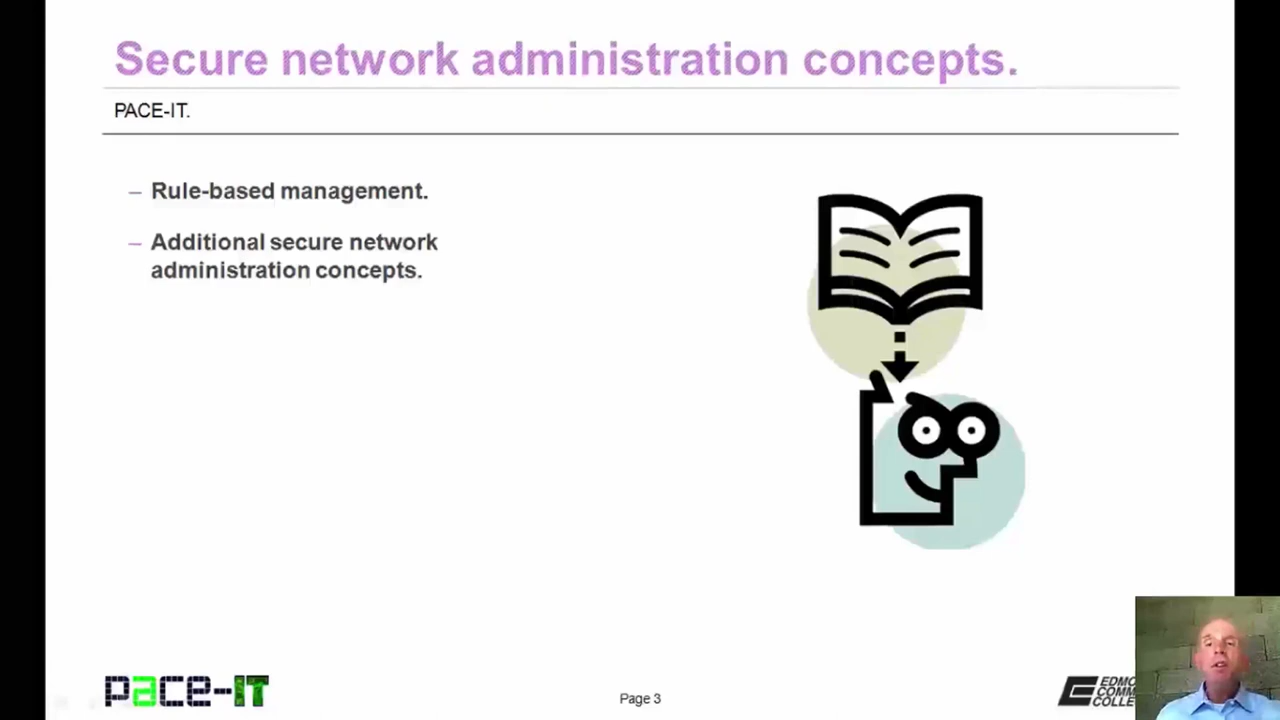 Secure network administration concepts.
PACE-IT.
– Rule-based management.
– Additional secure network
administration concepts.
pace-IT
Page 3